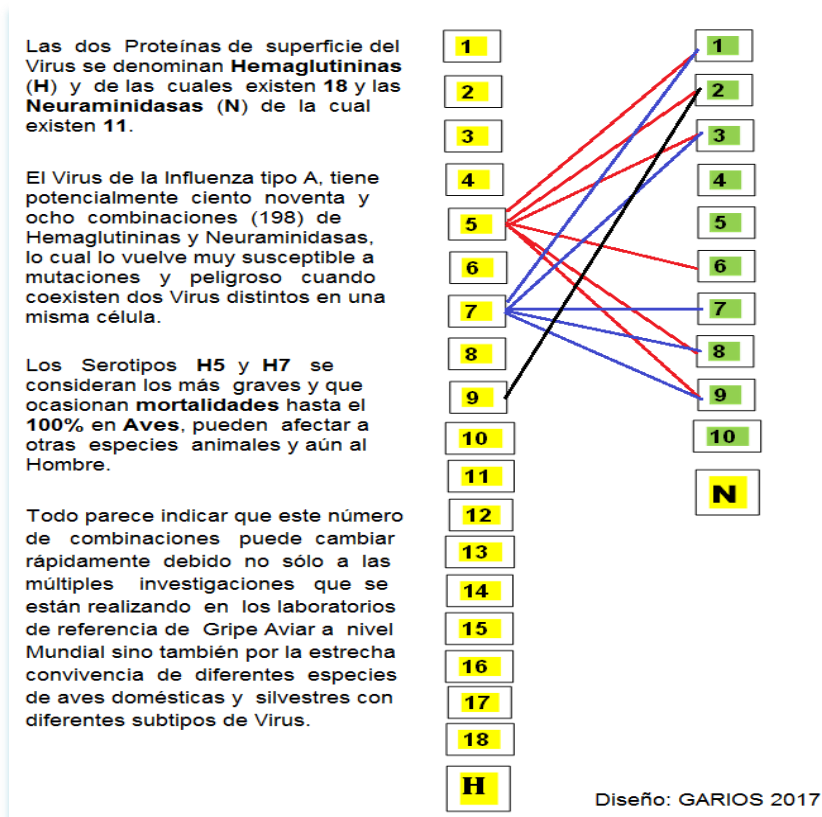 Las dos Proteínas de superficie del
Virus se denominan Hemaglutininas
(H) y de las cuales existen 18 y las
Neuraminidasas (N) de la cual
existen 11.
El Virus de la Influenza tipo A, tiene
potencialmente ciento noventa y
ocho combinaciones (198) de
Hemaglutininas y Neuraminidasas,
lo cual lo vuelve muy susceptible a
mutaciones y peligroso cuando
coexisten dos Virus distintos en una
misma célula.
Los Serotipos H5 y H7 se
consideran los más graves y que
ocasionan mortalidades hasta el
100% en Aves, pueden afectar a
otras especies animales y aún al
Hombre.
Todo parece indicar que este número
de combinaciones puede cambiar
rápidamente debido no sólo a las
múltiples investigaciones que se
están realizando en los laboratorios
de referencia de Gripe Aviar a nivel
Mundial sino también por la estrecha
convivencia de diferentes especies
de aves domésticas y silvestres con
diferentes subtipos de Virus.
1
2
3
4
5
6
7
8
9
10
11
12
13
14
15
16
17
18
H
1
2
3
4
5
6
7
8
9
10
N
Diseño: GARIOS 2017